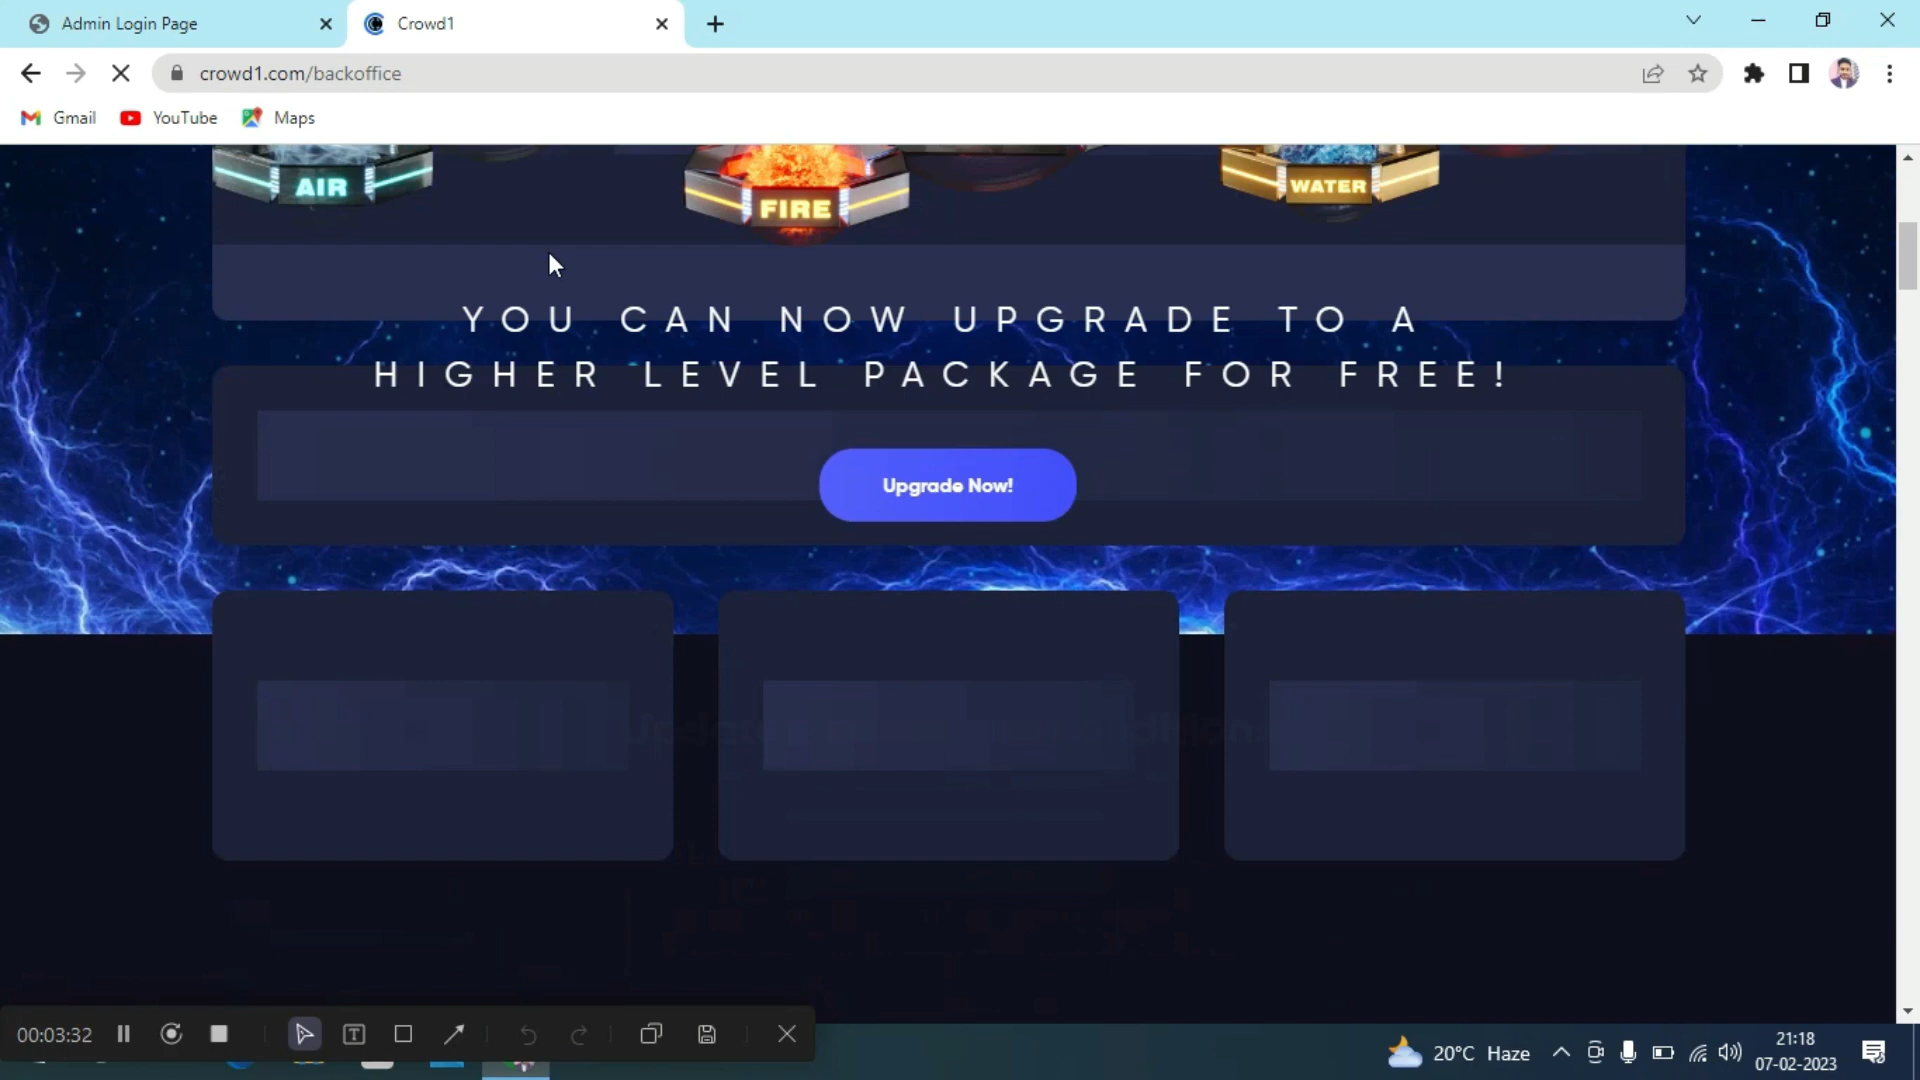 Admin Login Page
Crowd1
crowd1.com/backoffice
Gmail
YouTube
Maps
AIR
FIRE
WATER
YOU CAN NOW UPGRADE TO A
HIGHER LEVEL PACKAGE FOR FREE!
Upgrade Now!
00:03:32
20°C Haze
21:18
07-02-2023